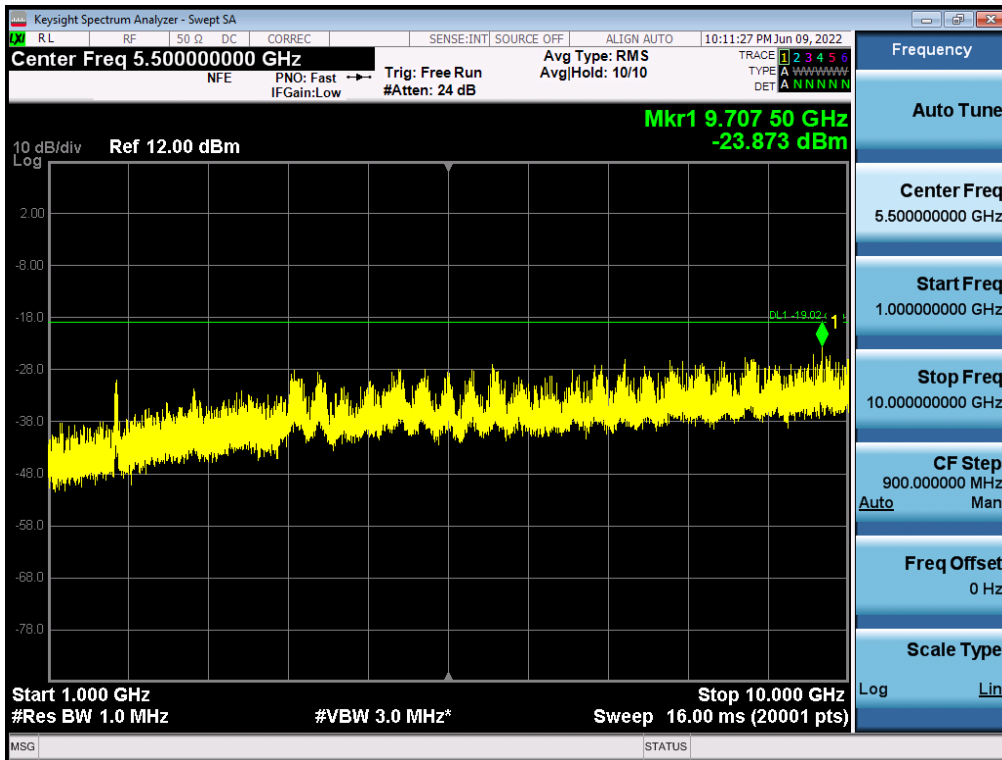 Keysight Spectrum Analyzer - Swept SA
LXI RL RF 50 Ω DC CORREC SENSE:INT SOURCE OFF ALIGN AUTO 10:11:27 PM Jun 09, 2022
Center Freq 5.500000000 GHz
NFE PNO: Fast Trig: Free Run Avg Type: RMS TRACE 1 2 3 4 5 6
IFGain:Low #Atten: 24 dB Avg|Hold: 10/10 TYPE A WWWWW
DET A N N N N N
Mkr1 9.707 50 GHz
-23.873 dBm
10 dB/div Ref 12.00 dBm
Log
2.00
-8.00
-18.0
DL1 -19.02
1
-28.0
-38.0
-48.0
-58.0
-68.0
-78.0
Start 1.000 GHz Stop 10.000 GHz
#Res BW 1.0 MHz #VBW 3.0 MHz* Sweep 16.00 ms (20001 pts)
MSG STATUS
Frequency
Auto Tune
Center Freq
5.500000000 GHz
Start Freq
1.000000000 GHz
Stop Freq
10.000000000 GHz
CF Step
900.000000 MHz
Auto Man
Freq Offset
0 Hz
Scale Type
Log Lin